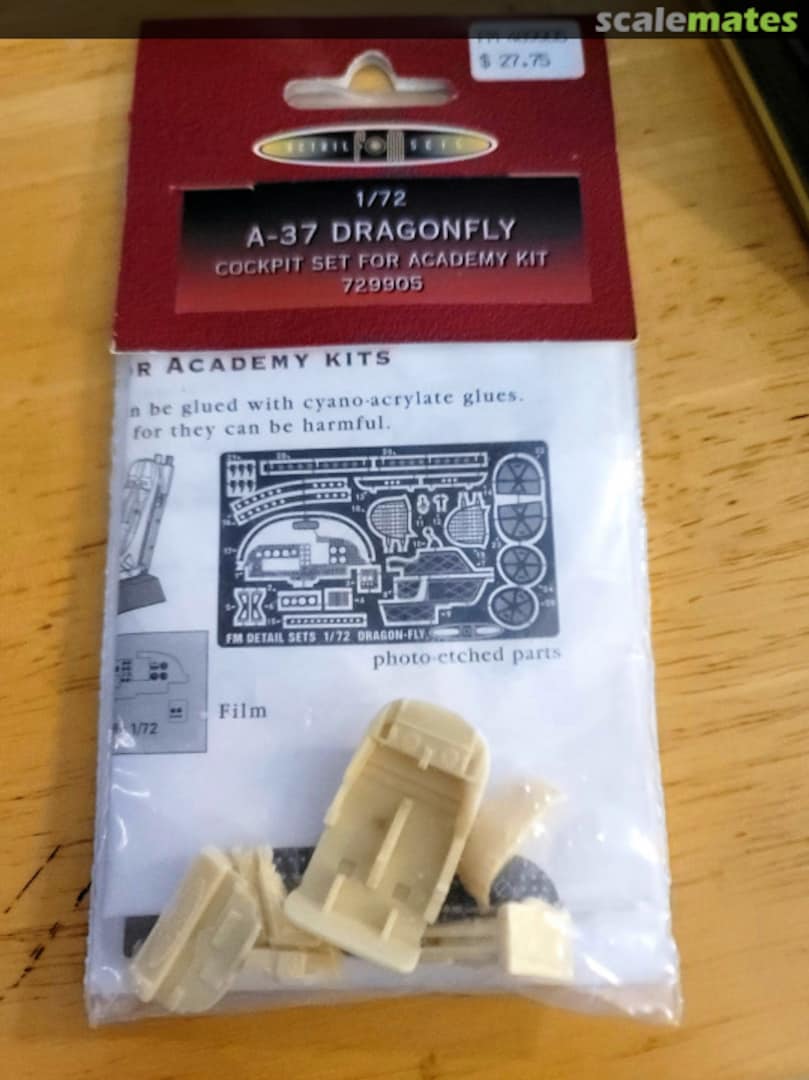 scalemates
$ 27.75
DETAIL SETS
1/72
A-37 DRAGONFLY
COCKPIT SET FOR ACADEMY KIT
729905
R ACADEMY KITS
n be glued with cyano-acrylate glues.
for they can be harmful.
FM DETAIL SETS 1/72 DRAGON-FLY
photo-etched parts
Film
1/72